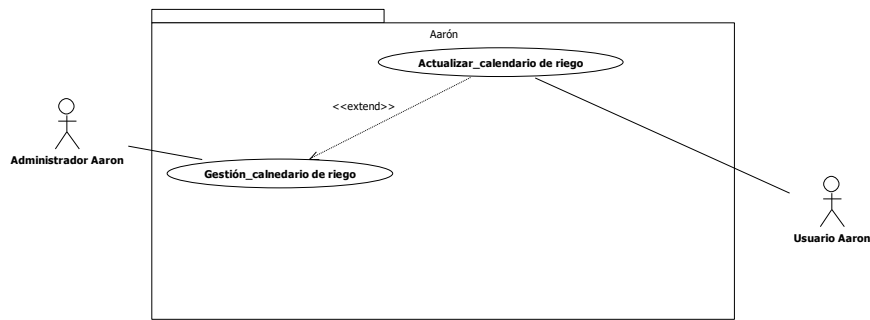 Aarón
Actualizar_calendario de riego
<<extend>>
Administrador Aaron
Gestión_calnedario de riego
Usuario Aaron